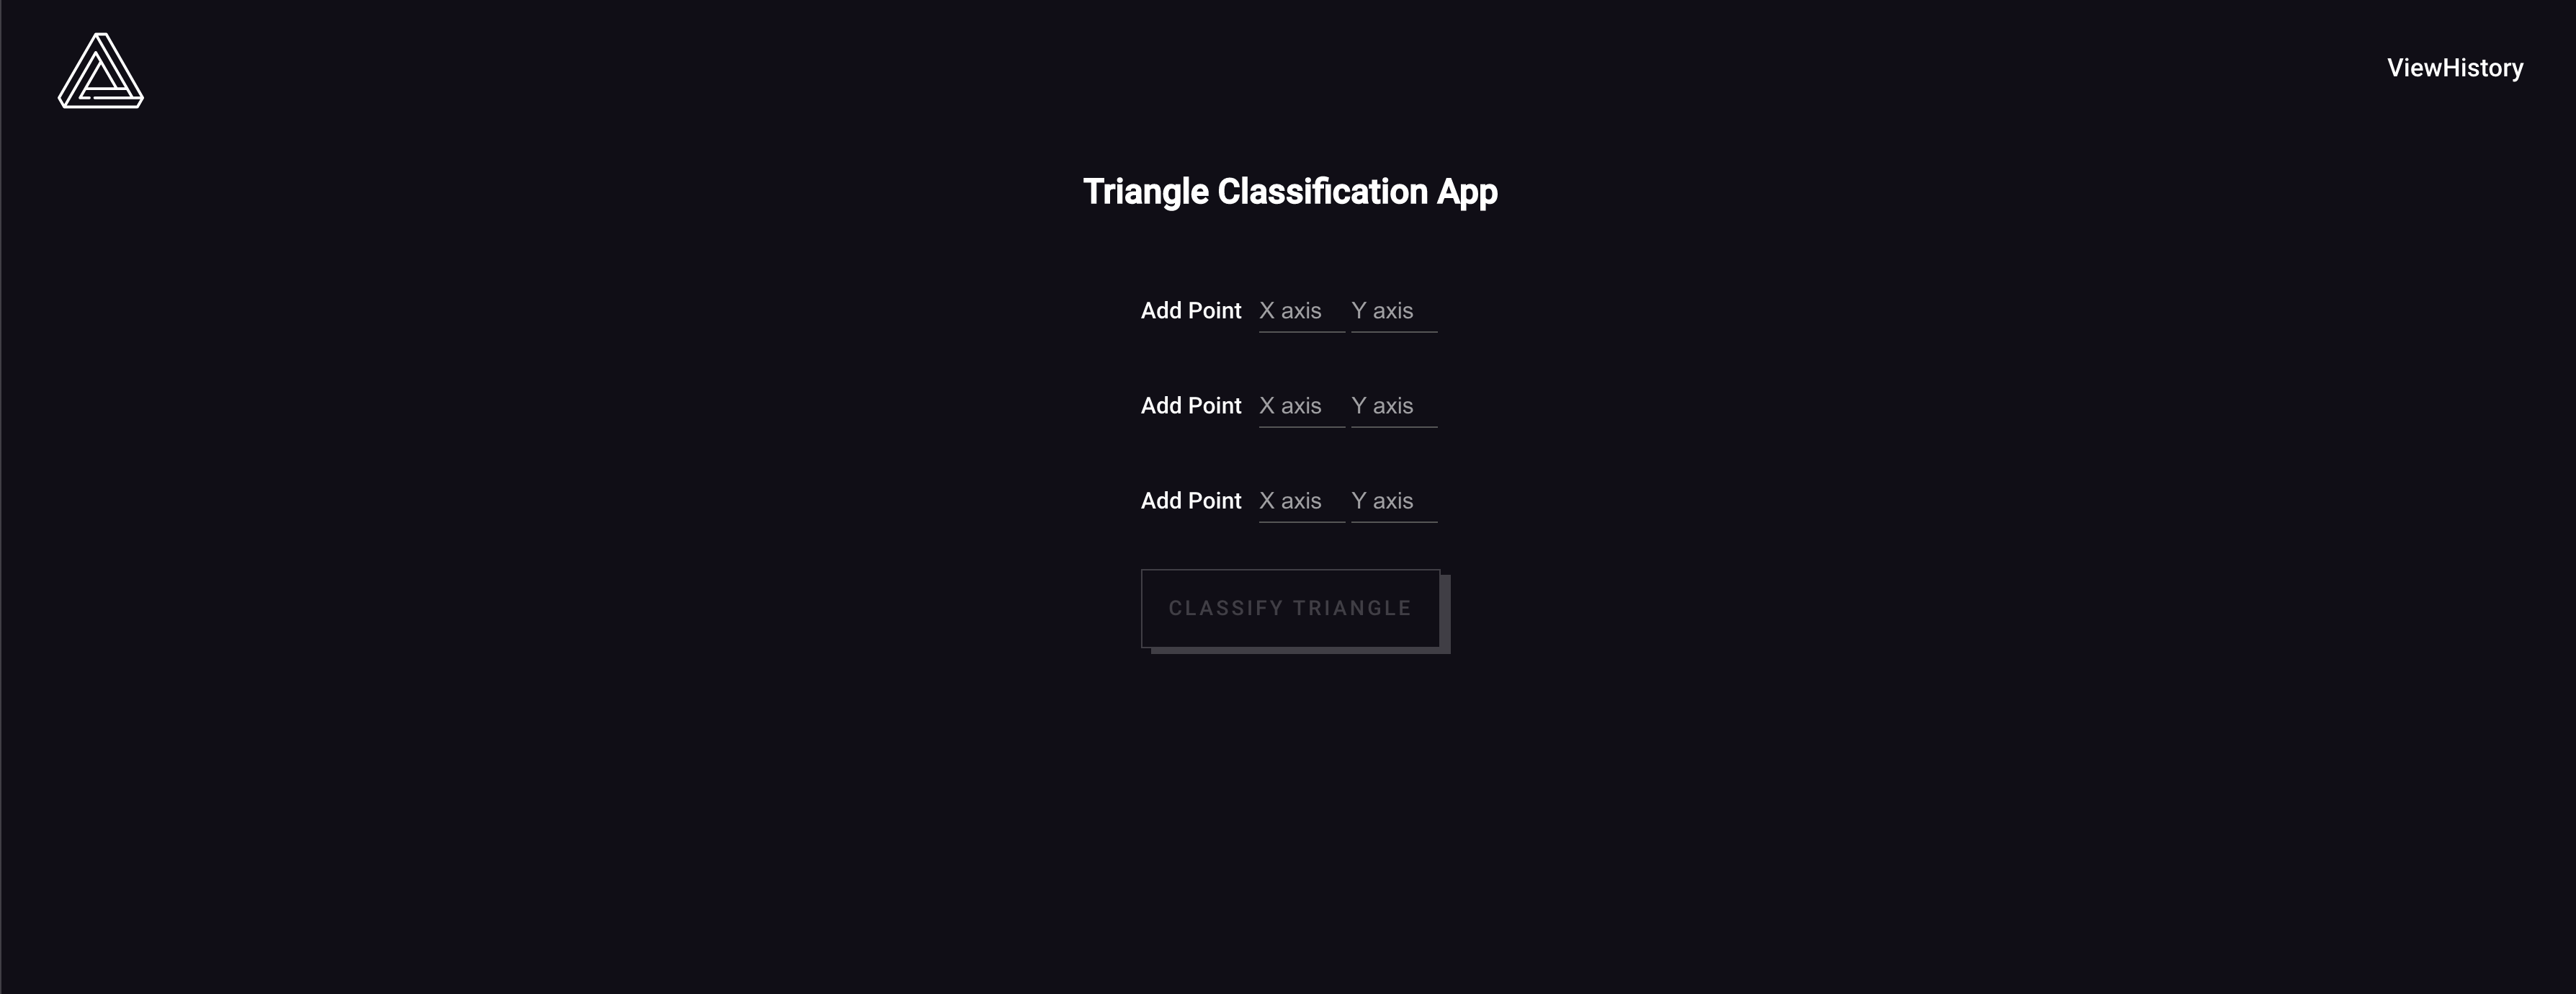 ViewHistory
Triangle Classification App
Add Point X axis Y axis
Add Point X axis Y axis
Add Point X axis Y axis
CLASSIFY TRIANGLE